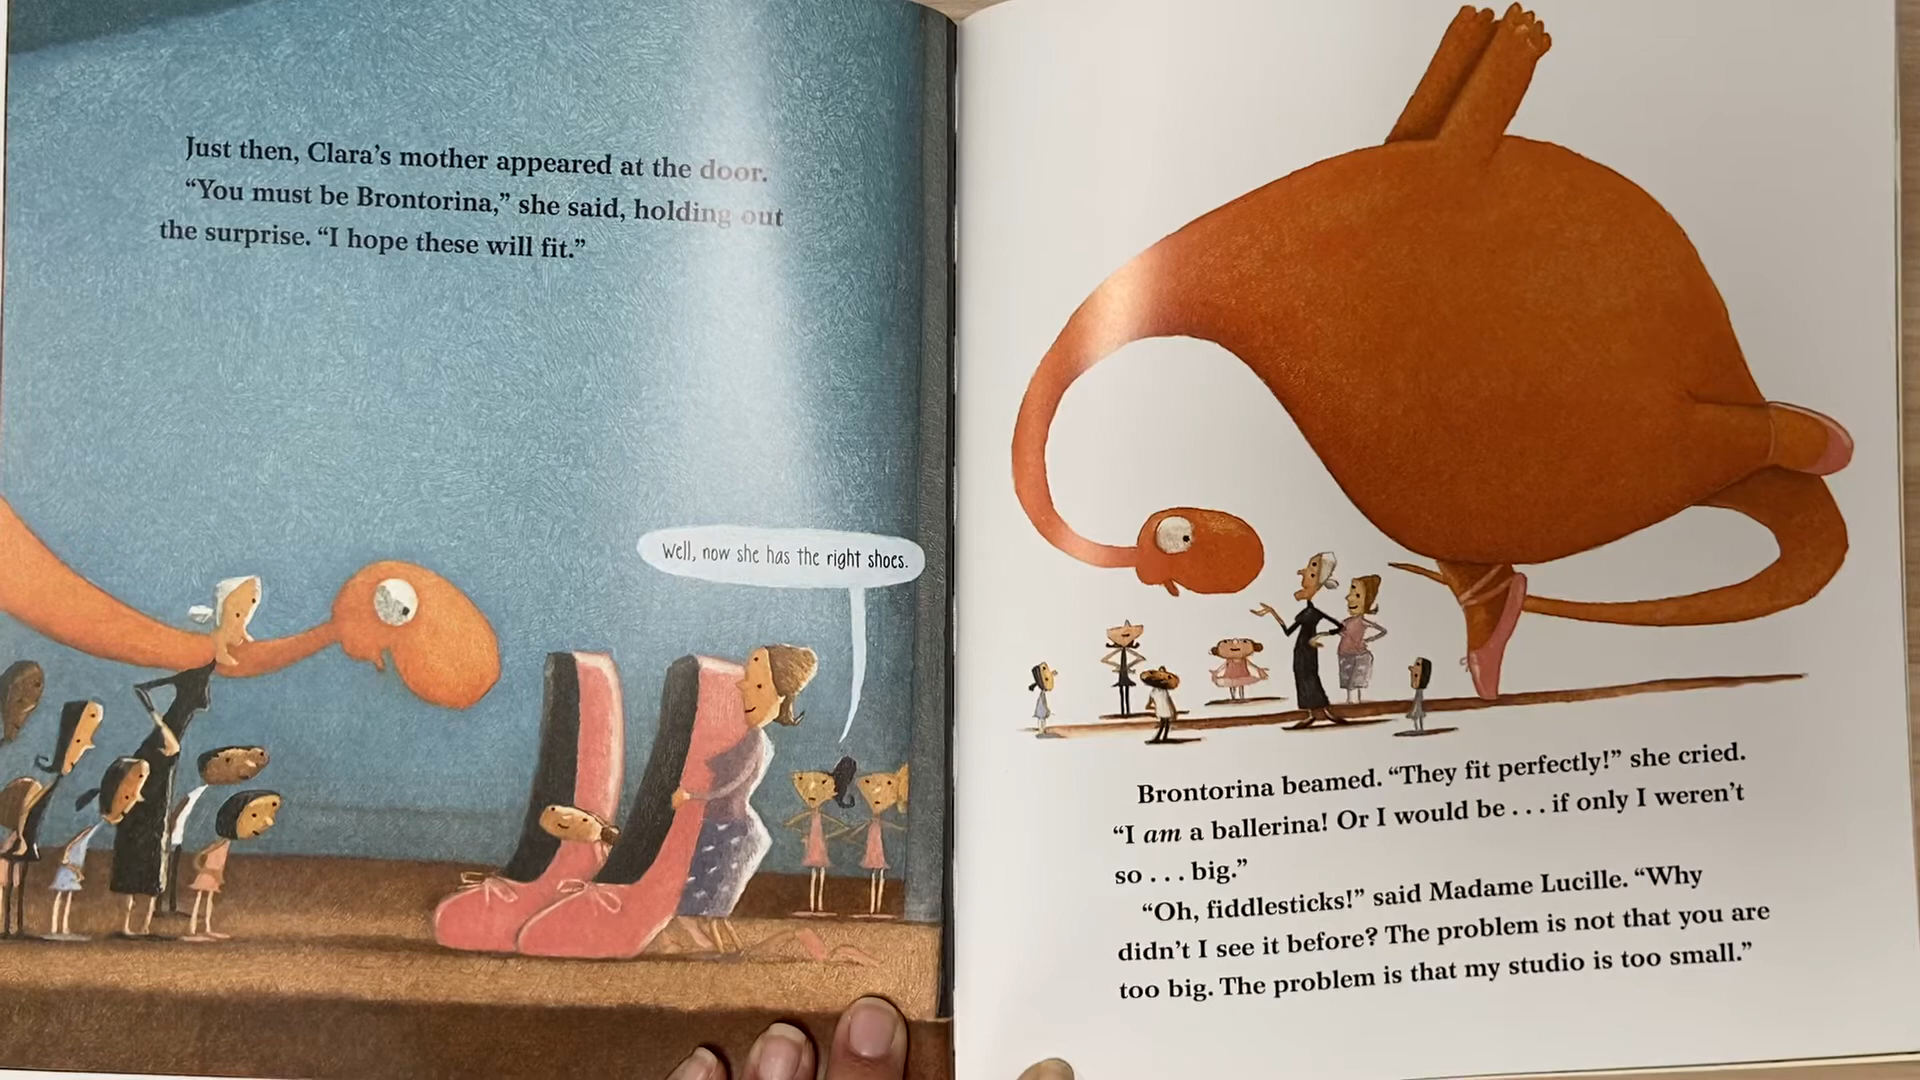 Just then, Clara's mother appeared at the door.
“You must be Brontorina,” she said, holding out
the surprise. “I hope these will fit.”
Well, now she has the right shoes.
Brontorina beamed. “They fit perfectly!” she cried.
“I am a ballerina! Or I would be . . . if only I weren't
so . . . big.”
“Oh, fiddlesticks!” said Madame Lucille. “Why
didn't I see it before? The problem is not that you are
too big. The problem is that my studio is too small.”